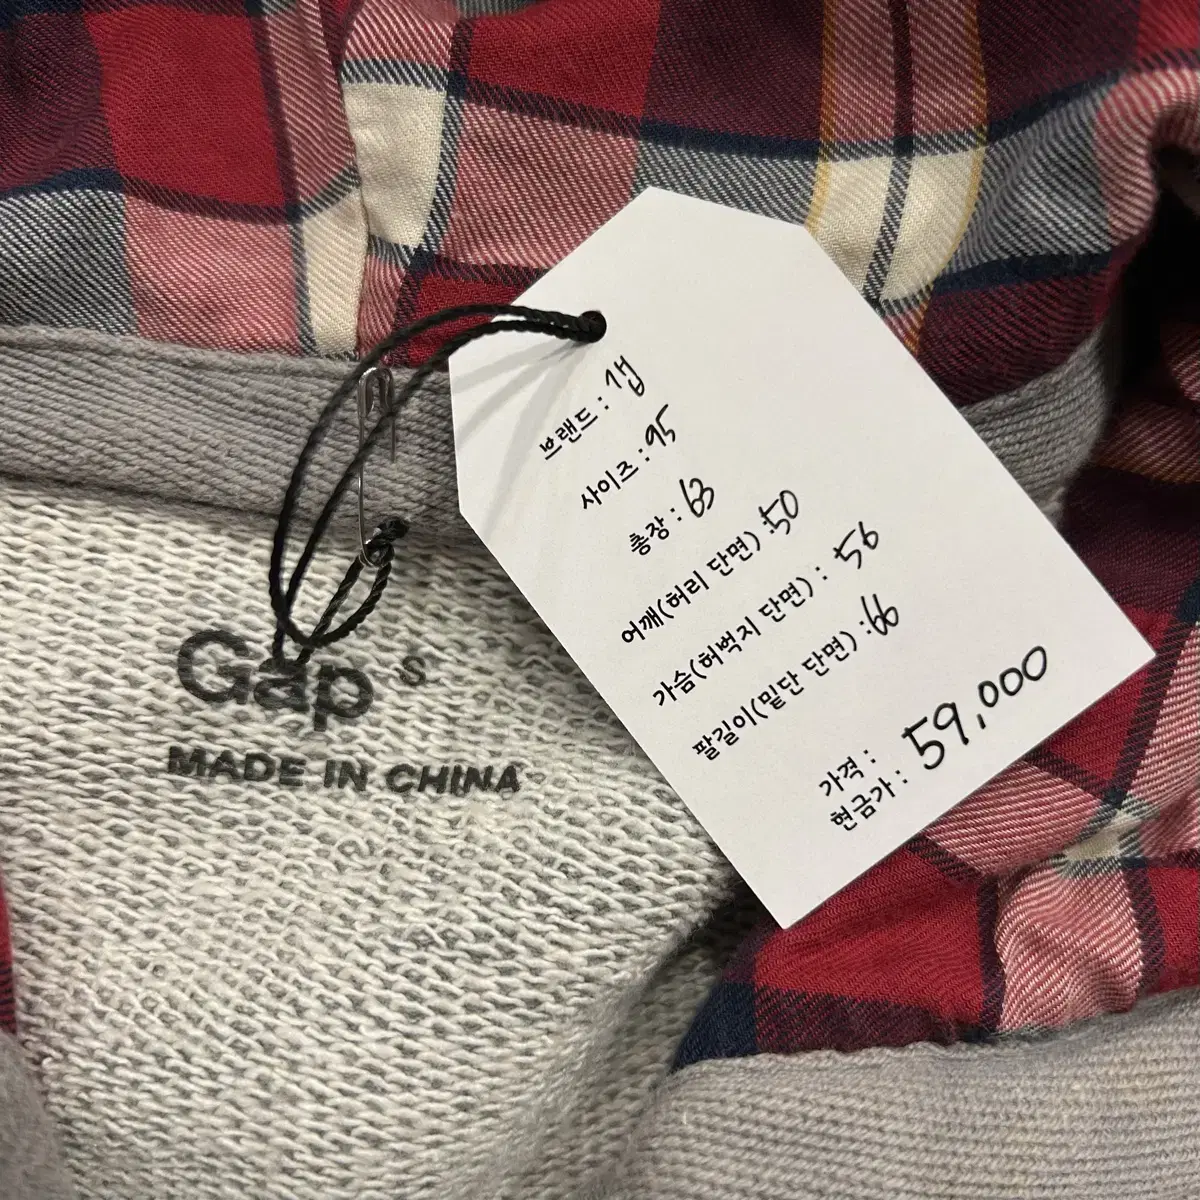 브랜드 : 갭
사이즈 : 95
총장 : 63
어깨(허리 단면) : 50
가슴(허벅지 단면) : 56
팔길이(밑단 단면) : 66
가격 :
현금가 : 59,000
Gap S
MADE IN CHINA